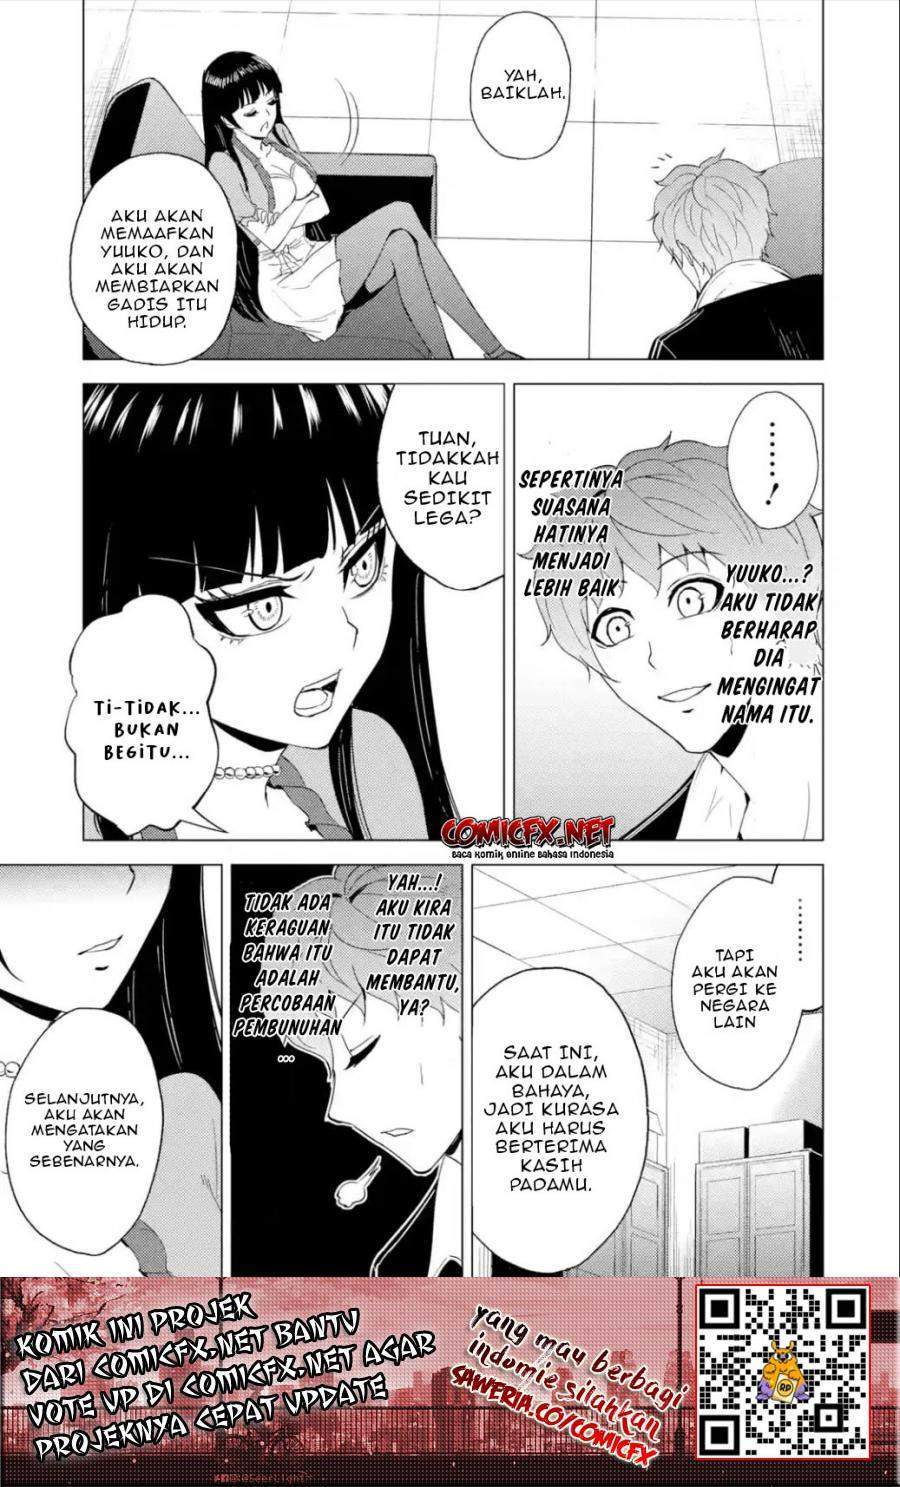 YAH,
BAIKLAH.
AKU AKAN
MEMAAFKAN
YUUKO, DAN
AKU AKAN
MEMBIARKAN
GADIS ITU
HIDUP.
........!
YUUKO...?
AKU TIDAK
BERHARAP
DIA
MENGINGAT
NAMA ITU.
SEPERTINYA
SUASANA
HATINYA
MENJADI
LEBIH BAIK
TUAN,
TIDAKKAH
KAU
SEDIKIT
LEGA?
TI-TIDAK...
BUKAN
BEGITU...
COMICFX.NET
Baca Komik Online Bahasa Indonesia
........
TAPI
AKU AKAN
PERGI KE
NEGARA
LAIN
SAAT INI,
AKU DALAM
BAHAYA,
JADI KURASA
AKU HARUS
BERTERIMA
KASIH
PADAMU.
YAH...!
AKU KIRA
ITU TIDAK
DAPAT
MEMBANTU,
YA?
TIDAK ADA
KERAGUAN
BAHWA ITU
ADALAH
PERCOBAAN
PEMBUNUHAN
...
SELANJUTNYA,
AKU AKAN
MENGATAKAN
YANG
SEBENARNYA.
KOMIK INI PROJEK
DARI COMICFX.NET BANTU
VOTE UP DI COMICFX.NET AGAR
PROJEKNYA CEPAT UPDATE
yang mau berbagi
indomie silahkan
SAWERIA.CO/COMICFX
RP